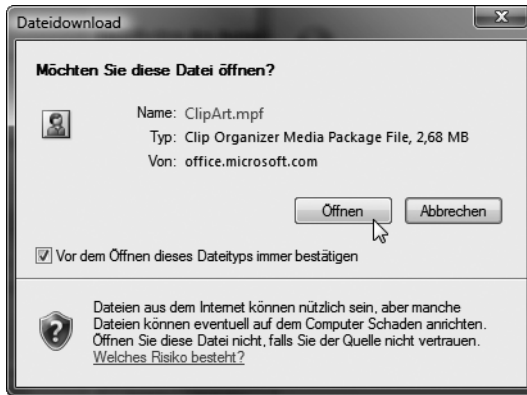 Dateidownload
Möchten Sie diese Datei öffnen?
Name: ClipArt.mpf
Typ: Clip Organizer Media Package File, 2,68 MB
Von: office.microsoft.com
Öffnen Abbrechen
Vor dem Öffnen dieses Dateityps immer bestätigen
Dateien aus dem Internet können nützlich sein, aber manche
Dateien können eventuell auf dem Computer Schaden anrichten.
Öffnen Sie diese Datei nicht, falls Sie der Quelle nicht vertrauen.
Welches Risiko besteht?